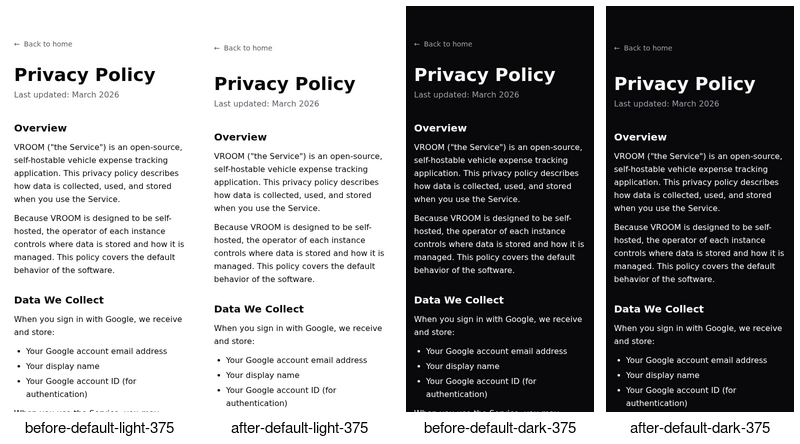 ← Back to home
Privacy Policy
Last updated: March 2026
Overview
VROOM ("the Service") is an open-source,
self-hostable vehicle expense tracking
application. This privacy policy describes
how data is collected, used, and stored
when you use the Service.
Because VROOM is designed to be self-
hosted, the operator of each instance
controls where data is stored and how it is
managed. This policy covers the default
behavior of the software.
Data We Collect
When you sign in with Google, we receive
and store:
• Your Google account email address
• Your display name
• Your Google account ID (for
authentication)
When you use the Service, you may
before-default-light-375
← Back to home
Privacy Policy
Last updated: March 2026
Overview
VROOM ("the Service") is an open-source,
self-hostable vehicle expense tracking
application. This privacy policy describes
how data is collected, used, and stored
when you use the Service.
Because VROOM is designed to be self-
hosted, the operator of each instance
controls where data is stored and how it is
managed. This policy covers the default
behavior of the software.
Data We Collect
When you sign in with Google, we receive
and store:
• Your Google account email address
• Your display name
• Your Google account ID (for
authentication)
after-default-light-375
← Back to home
Privacy Policy
Last updated: March 2026
Overview
VROOM ("the Service") is an open-source,
self-hostable vehicle expense tracking
application. This privacy policy describes
how data is collected, used, and stored
when you use the Service.
Because VROOM is designed to be self-
hosted, the operator of each instance
controls where data is stored and how it is
managed. This policy covers the default
behavior of the software.
Data We Collect
When you sign in with Google, we receive
and store:
• Your Google account email address
• Your display name
• Your Google account ID (for
authentication)
When you use the Service, you may
before-default-dark-375
← Back to home
Privacy Policy
Last updated: March 2026
Overview
VROOM ("the Service") is an open-source,
self-hostable vehicle expense tracking
application. This privacy policy describes
how data is collected, used, and stored
when you use the Service.
Because VROOM is designed to be self-
hosted, the operator of each instance
controls where data is stored and how it is
managed. This policy covers the default
behavior of the software.
Data We Collect
When you sign in with Google, we receive
and store:
• Your Google account email address
• Your display name
• Your Google account ID (for
authentication)
after-default-dark-375